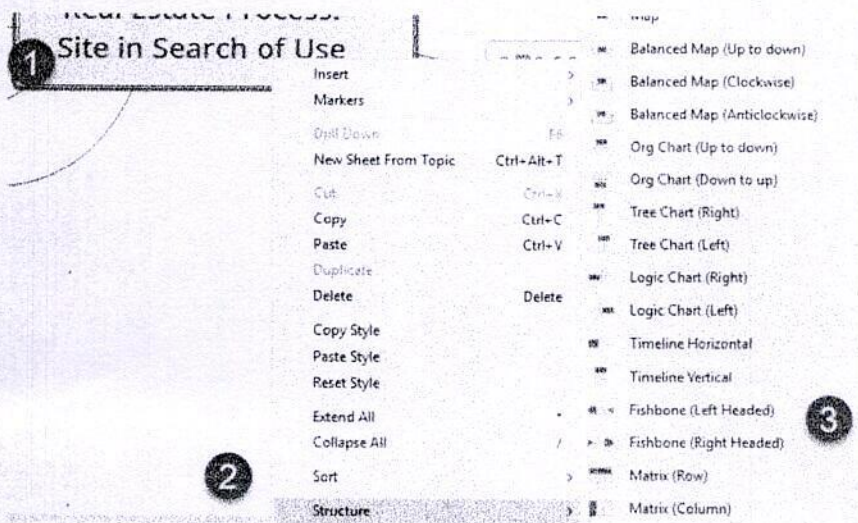 Real Estate Process:
Site in Search of Use
1
Insert >
Markers >
Drill Down F6
New Sheet From Topic Ctrl+Alt+T
Cut Ctrl+X
Copy Ctrl+C
Paste Ctrl+V
Duplicate
Delete Delete
Copy Style
Paste Style
Reset Style
Extend All *
Collapse All /
2
Sort >
Structure >
Map
Balanced Map (Up to down)
Balanced Map (Clockwise)
Balanced Map (Anticlockwise)
Org Chart (Up to down)
Org Chart (Down to up)
Tree Chart (Right)
Tree Chart (Left)
Logic Chart (Right)
Logic Chart (Left)
Timeline Horizontal
Timeline Vertical
Fishbone (Left Headed)
3
Fishbone (Right Headed)
Matrix (Row)
Matrix (Column)